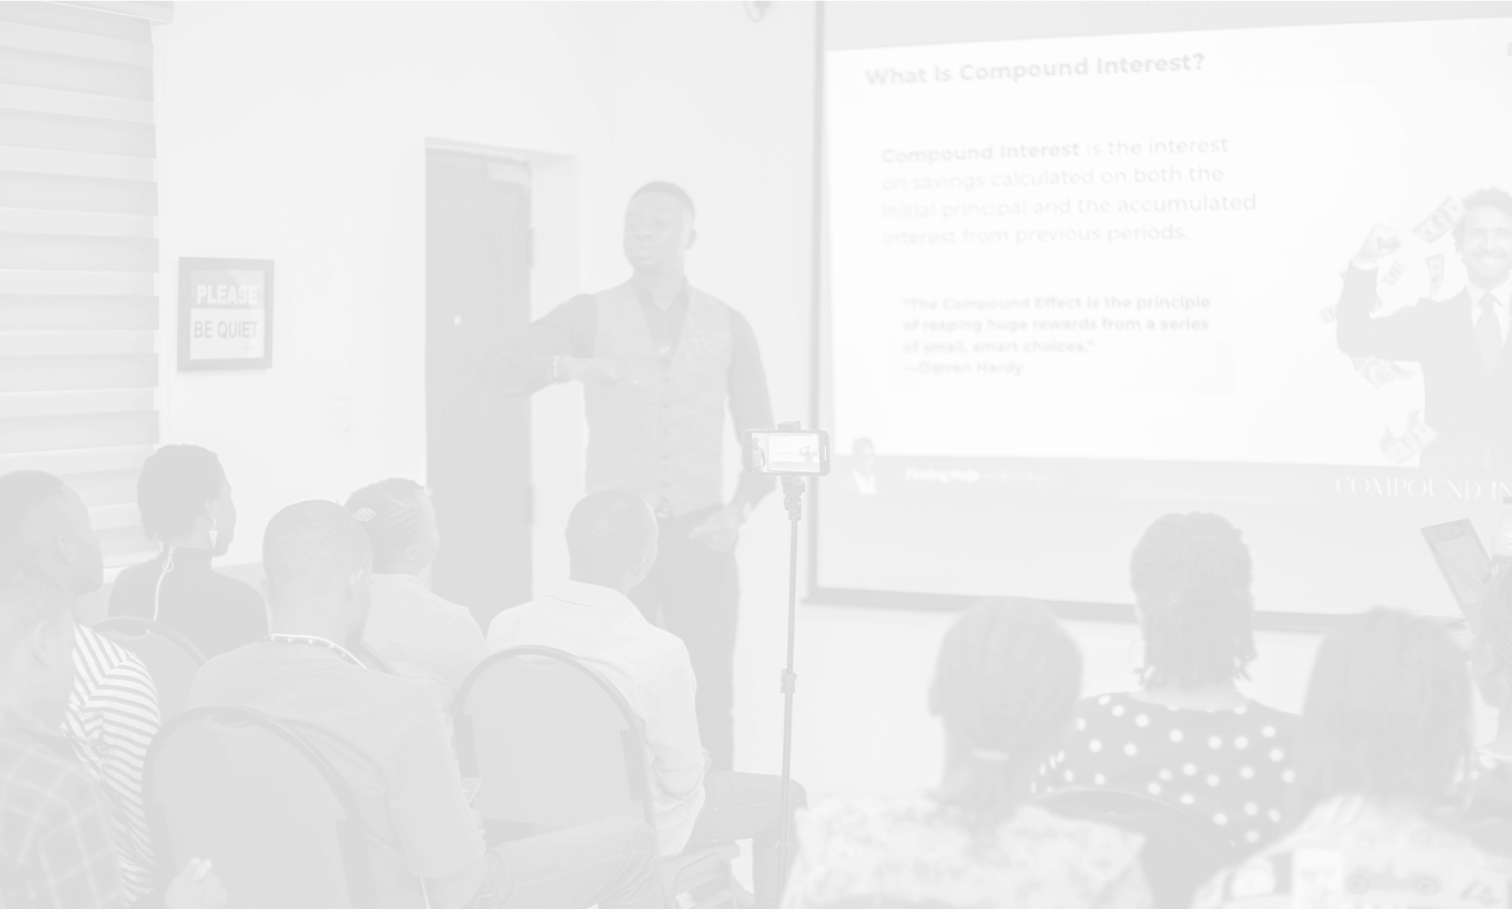 What Is Compound Interest?
Compound Interest is the interest
on savings calculated on both the
initial principal and the accumulated
interest from previous periods.
"The Compound Effect is the principle
of reaping huge rewards from a series
of small, smart choices."
—Darren Hardy
COMPOUND IN
PLEASE
BE QUIET